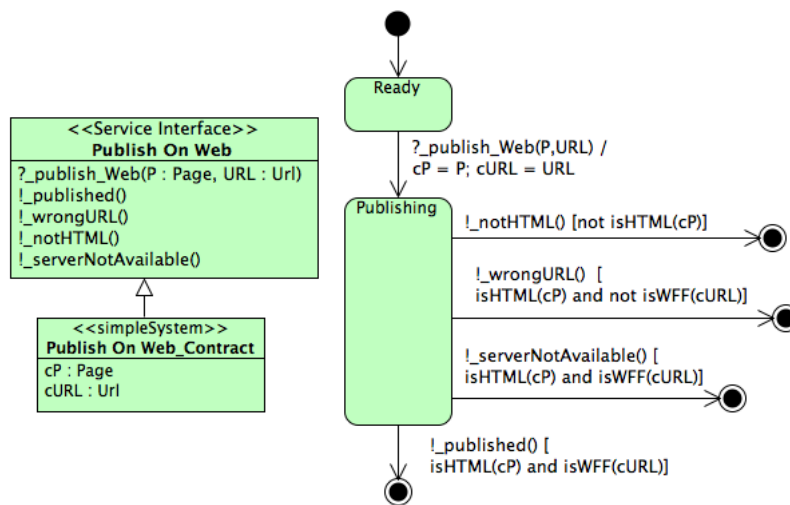 <<Service Interface>>
Publish On Web
?_publish_Web(P : Page, URL : Url)
!_published()
!_wrongURL()
!_notHTML()
!_serverNotAvailable()
<<simpleSystem>>
Publish On Web_Contract
cP : Page
cURL : Url
Ready
?_publish_Web(P,URL) /
cP = P; cURL = URL
Publishing
!_notHTML() [not isHTML(cP)]
!_wrongURL() [
isHTML(cP) and not isWFF(cURL)]
!_serverNotAvailable() [
isHTML(cP) and isWFF(cURL)]
!_published() [
isHTML(cP) and isWFF(cURL)]